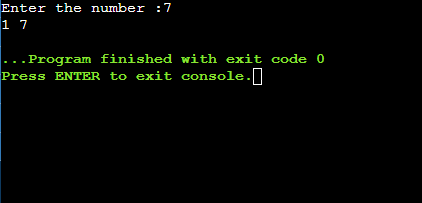 Enter the number :7
1 7
...Program finished with exit code 0
Press ENTER to exit console.